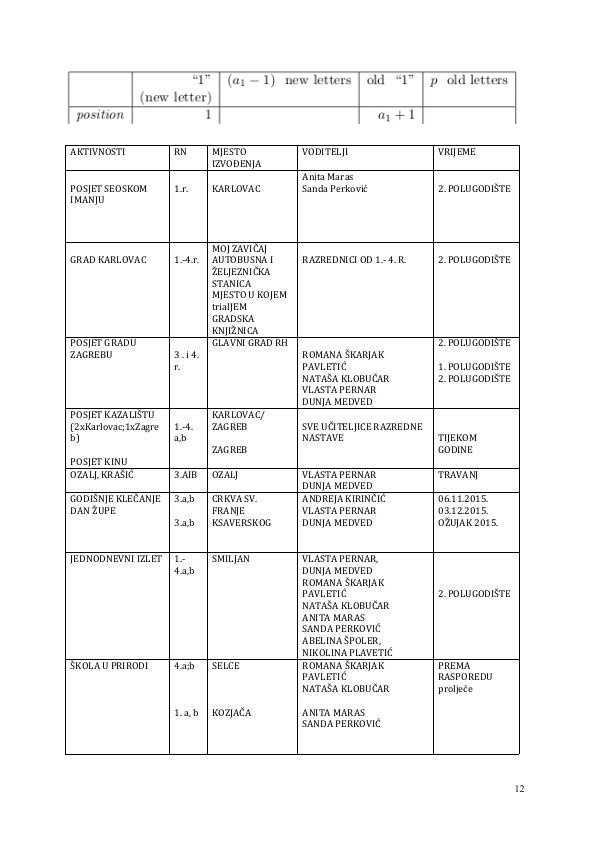 “1” (a₁ − 1) new letters old “1” p old letters
(new letter)
position 1 a₁ + 1
AKTIVNOSTI RN MJESTO VODITELJI VRIJEME
IZVOĐENJA
Anita Maras
POSJET SEOSKOM 1.r. KARLOVAC Sanda Perković 2. POLUGODIŠTE
IMANJU
MOJ ZAVIČAJ
GRAD KARLOVAC 1.-4.r. AUTOBUSNA I RAZREDNICI OD 1.- 4. R. 2. POLUGODIŠTE
ŽELJEZNIČKA
STANICA
MJESTO U KOJEM
trialJEM
GRADSKA
KNJIŽNICA
POSJET GRADU GLAVNI GRAD RH 2. POLUGODIŠTE
ZAGREBU 3 . i 4. ROMANA ŠKARJAK
r. PAVLETIĆ 1. POLUGODIŠTE
NATAŠA KLOBUČAR 2. POLUGODIŠTE
VLASTA PERNAR
DUNJA MEDVED
POSJET KAZALIŠTU KARLOVAC/
(2xKarlovac;1xZagre 1.-4. ZAGREB SVE UČITELJICE RAZREDNE
b) a,b NASTAVE TIJEKOM
ZAGREB GODINE
POSJET KINU
OZALJ, KRAŠIĆ 3.AIB OZALJ VLASTA PERNAR TRAVANJ
DUNJA MEDVED
GODIŠNJE KLEČANJE 3.a,b CRKVA SV. ANDREJA KIRINČIĆ 06.11.2015.
DAN ŽUPE FRANJE VLASTA PERNAR 03.12.2015.
3.a,b KSAVERSKOG DUNJA MEDVED OŽUJAK 2015.
JEDNODNEVNI IZLET 1.- SMILJAN VLASTA PERNAR,
4.a,b DUNJA MEDVED
ROMANA ŠKARJAK
PAVLETIĆ 2. POLUGODIŠTE
NATAŠA KLOBUČAR
ANITA MARAS
SANDA PERKOVIĆ
ABELINA ŠPOLER,
NIKOLINA PLAVETIĆ
ŠKOLA U PRIRODI 4.a;b SELCE ROMANA ŠKARJAK PREMA
PAVLETIĆ RASPOREDU
NATAŠA KLOBUČAR proljeće
1. a, b KOZJAČA ANITA MARAS
SANDA PERKOVIĆ
12